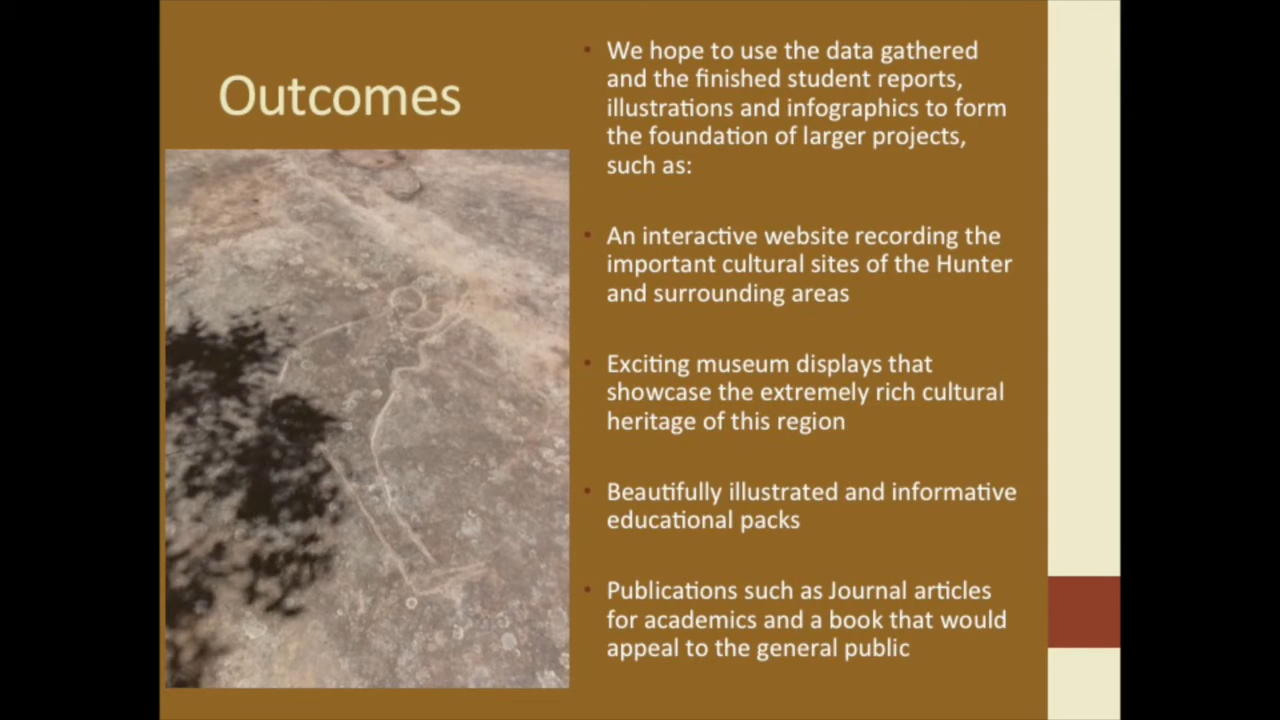 Outcomes
• We hope to use the data gathered
and the finished student reports,
illustrations and infographics to form
the foundation of larger projects,
such as:
• An interactive website recording the
important cultural sites of the Hunter
and surrounding areas
• Exciting museum displays that
showcase the extremely rich cultural
heritage of this region
• Beautifully illustrated and informative
educational packs
• Publications such as Journal articles
for academics and a book that would
appeal to the general public